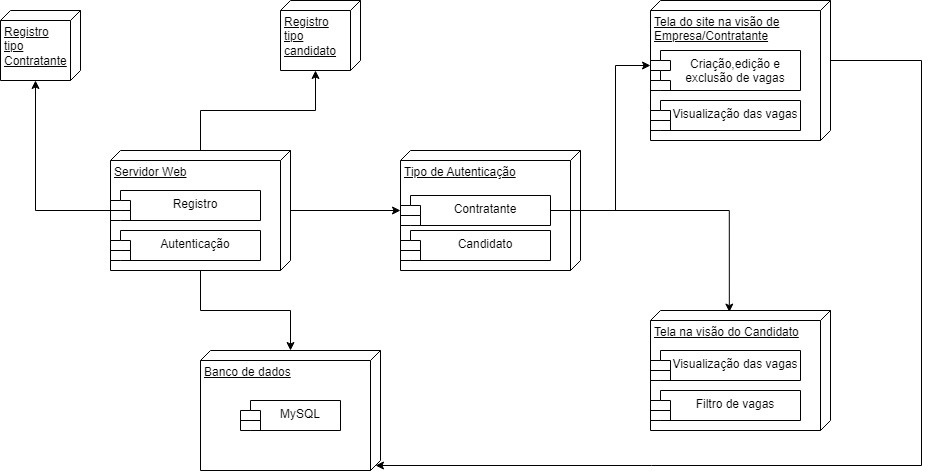 Registro
tipo
Contratante
Registro
tipo
candidato
Tela do site na visão de
Empresa/Contratante
Criação,edição e
exclusão de vagas
Visualização das vagas
Servidor Web
Registro
Autenticação
Tipo de Autenticação
Contratante
Candidato
Tela na visão do Candidato
Visualização das vagas
Filtro de vagas
Banco de dados
MySQL